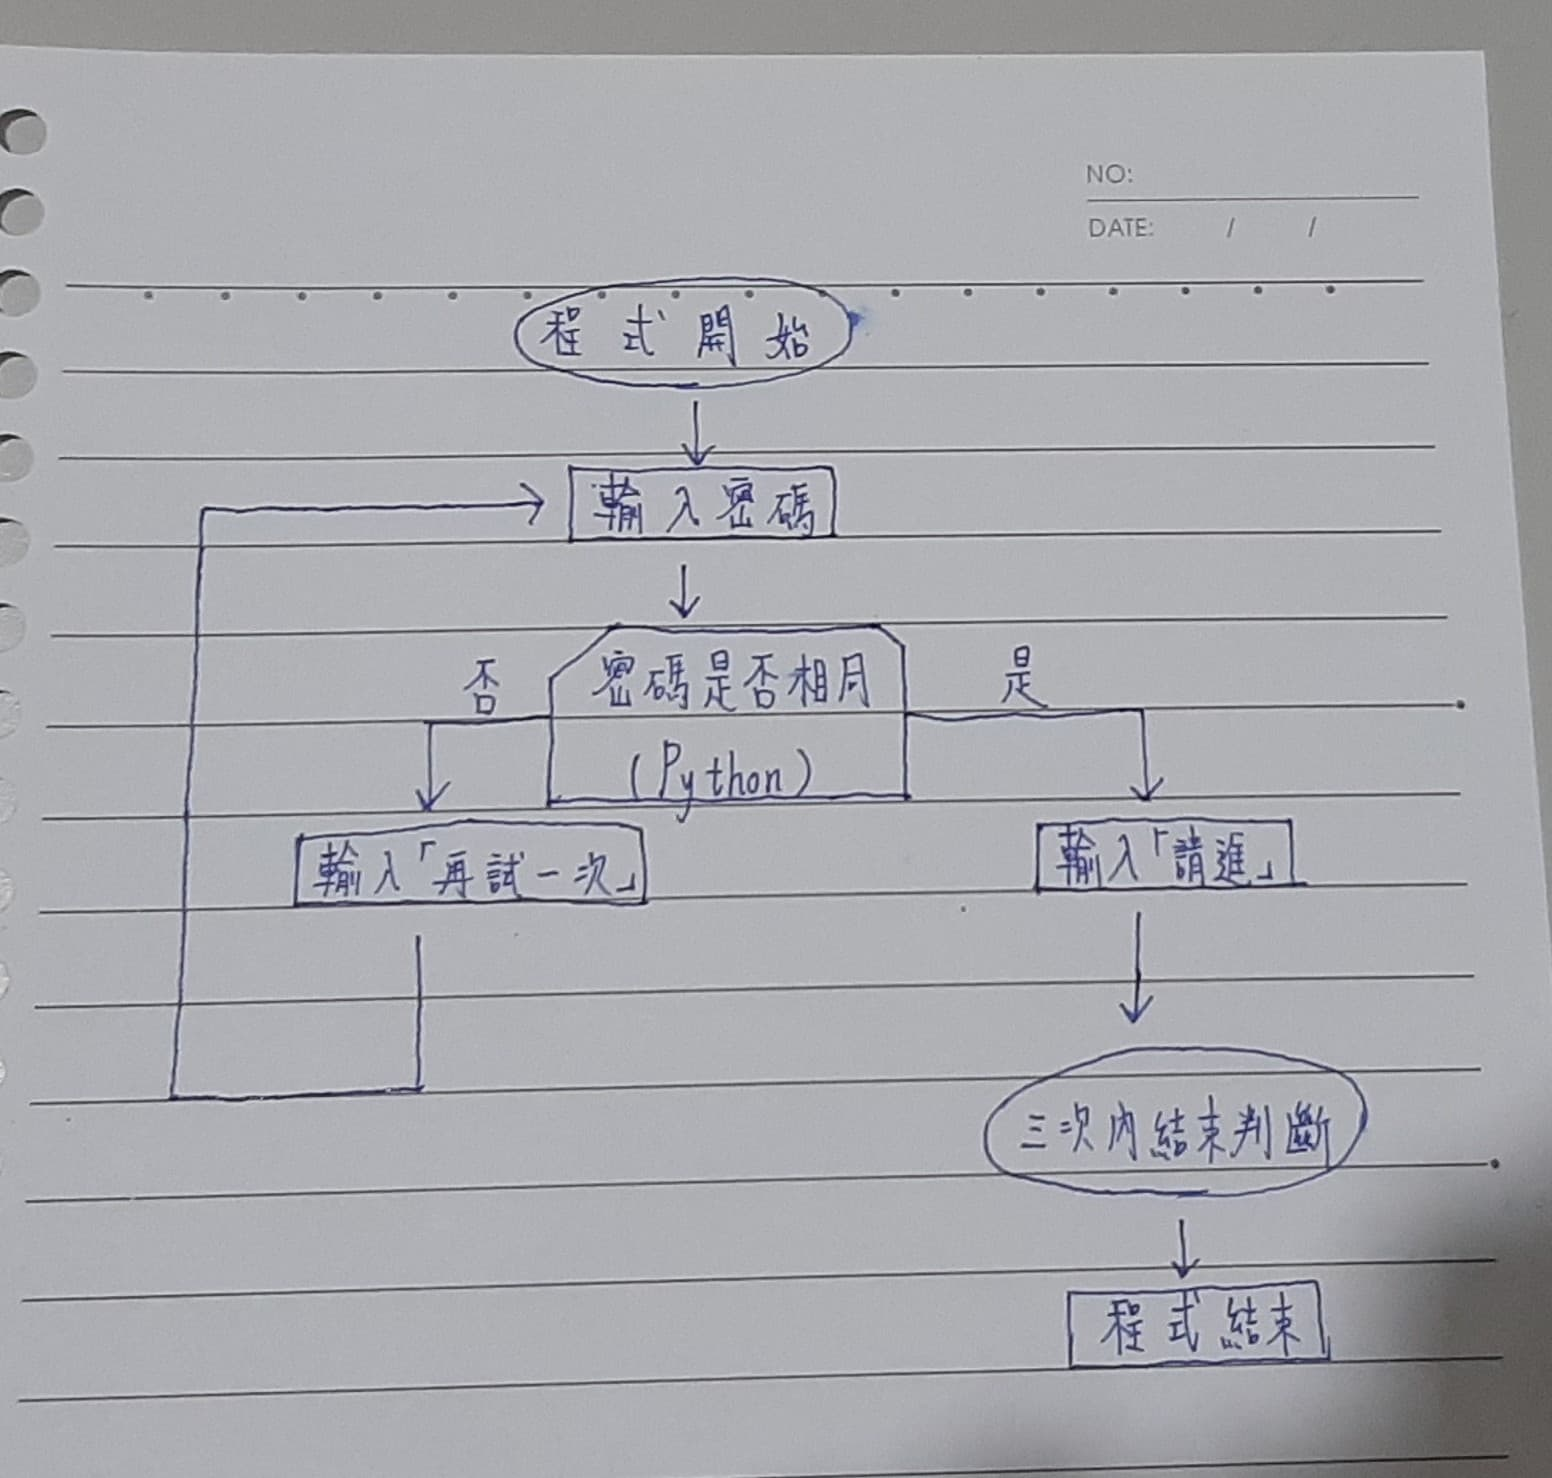 NO:
DATE: / /
程式開始
輸入密碼
否
密碼是否相同
是
(Python)
輸入「再試一次」
輸入「請進」
三次內結束判斷
程式結束